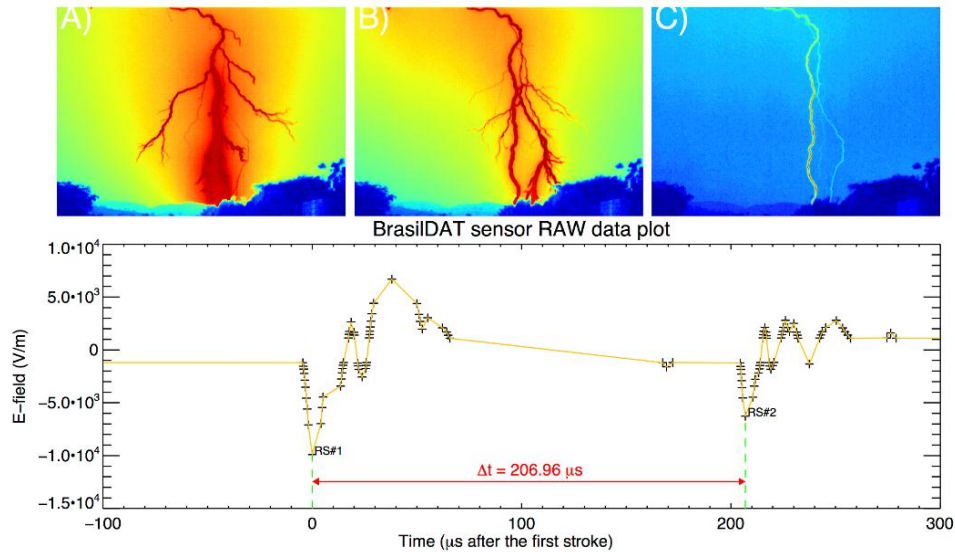 A) B) C)
BrasilDAT sensor RAW data plot
1.0•10⁴
5.0•10³
0
−5.0•10³
−1.0•10⁴
−1.5•10⁴
E-field (V/m)
RS#1
RS#2
Δt = 206.96 μs
−100 0 100 200 300
Time (μs after the first stroke)